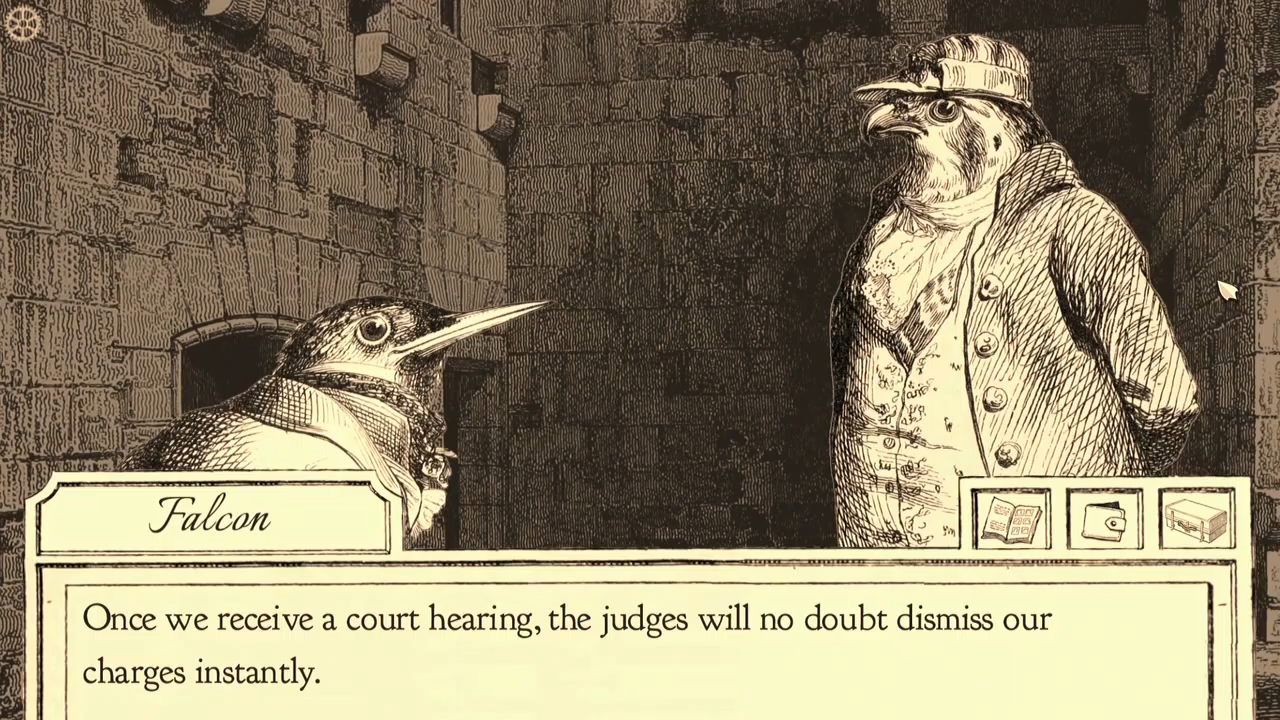 Falcon
Once we receive a court hearing, the judges will no doubt dismiss our
charges instantly.